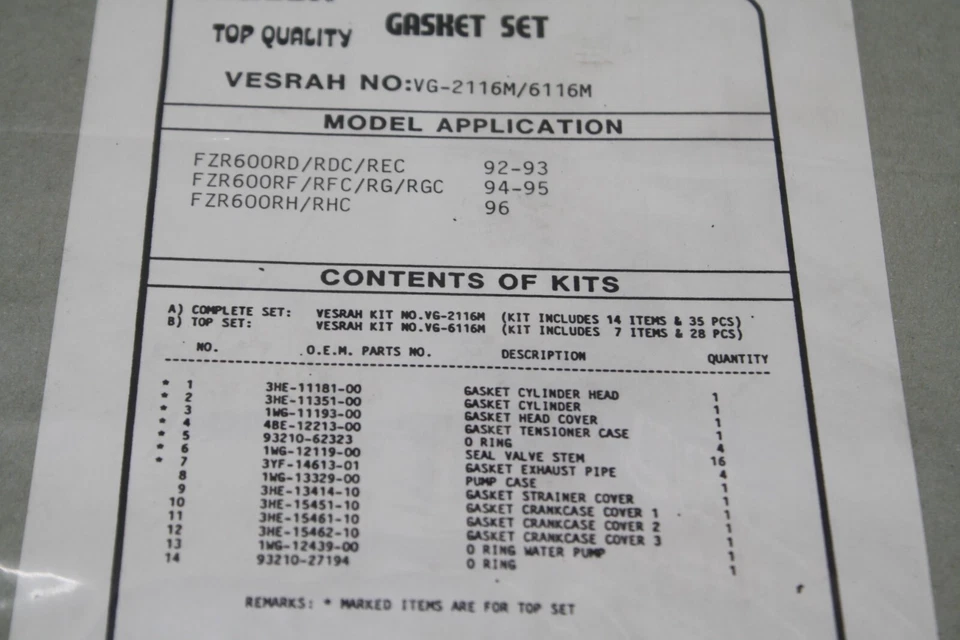 TOP QUALITY GASKET SET
VESRAH NO:VG-2116M/6116M
MODEL APPLICATION
FZR600RD/RDC/REC 92-93
FZR600RF/RFC/RG/RGC 94-95
FZR600RH/RHC 96
CONTENTS OF KITS
A) COMPLETE SET: VESRAH KIT NO.VG-2116M (KIT INCLUDES 14 ITEMS & 35 PCS)
B) TOP SET: VESRAH KIT NO.VG-6116M (KIT INCLUDES 7 ITEMS & 28 PCS)
NO. O.E.M. PARTS NO. DESCRIPTION QUANTITY
* 1 3HE-11181-00 GASKET CYLINDER HEAD 1
* 2 3HE-11351-00 GASKET CYLINDER 1
* 3 1WG-11193-00 GASKET HEAD COVER 1
* 4 4BE-12213-00 GASKET TENSIONER CASE 1
* 5 93210-62323 O RING 4
* 6 1WG-12119-00 SEAL VALVE STEM 16
* 7 3YF-14613-01 GASKET EXHAUST PIPE 4
8 1WG-13329-00 PUMP CASE 1
9 3HE-13414-10 GASKET STRAINER COVER 1
10 3HE-15451-10 GASKET CRANKCASE COVER 1 1
11 3HE-15461-10 GASKET CRANKCASE COVER 2 1
12 3HE-15462-10 GASKET CRANKCASE COVER 3 1
13 1WG-12439-00 O RING WATER PUMP 1
14 93210-27194 O RING 1
REMARKS: * MARKED ITEMS ARE FOR TOP SET